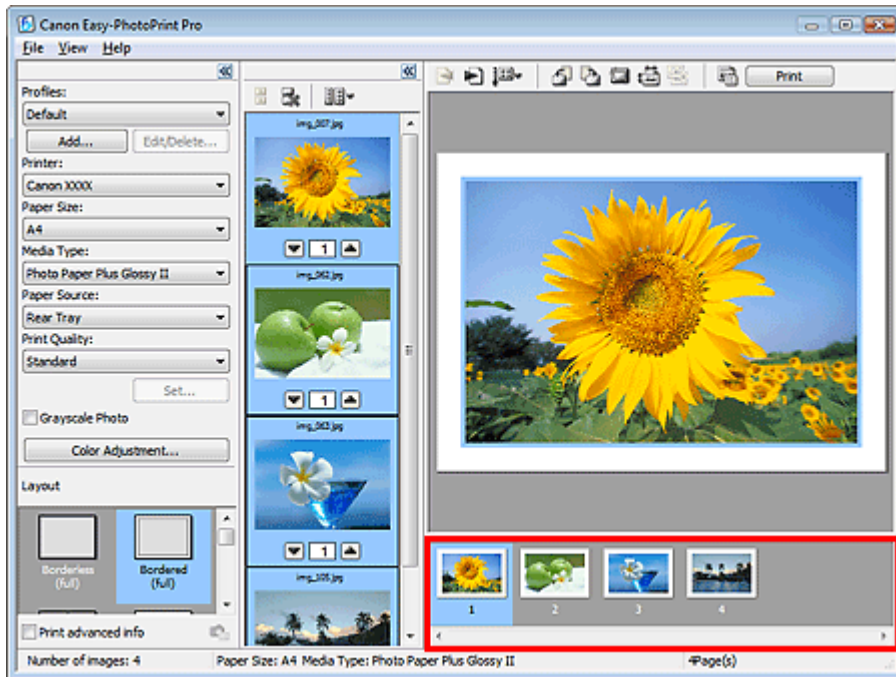 Canon Easy-PhotoPrint Pro
File View Help
Profiles:
Default
Add... Edit/Delete...
Printer:
Canon XXXX
Paper Size:
A4
Media Type:
Photo Paper Plus Glossy II
Paper Source:
Rear Tray
Print Quality:
Standard
Set...
Grayscale Photo
Color Adjustment...
Layout
Borderless
(full)
Bordered
(full)
Print advanced info
img_007.jpg
1
img_062.jpg
1
img_063.jpg
1
img_105.jpg
Print
1 2 3 4
Number of images: 4 Paper Size: A4 Media Type: Photo Paper Plus Glossy II 4Page(s)